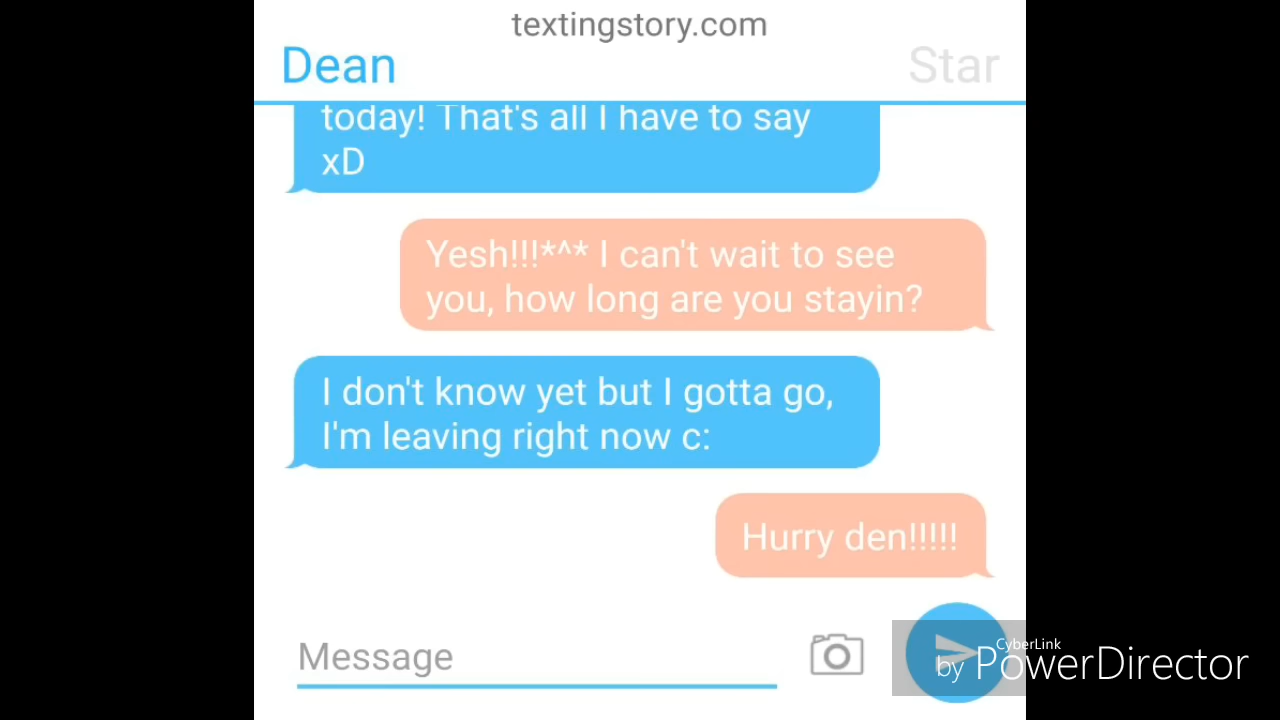 textingstory.com
Dean
Star
today! That's all I have to say
xD
Yesh!!!*^* I can't wait to see
you, how long are you stayin?
I don't know yet but I gotta go,
I'm leaving right now c:
Hurry den!!!!!
Message
CyberLink
by PowerDirector